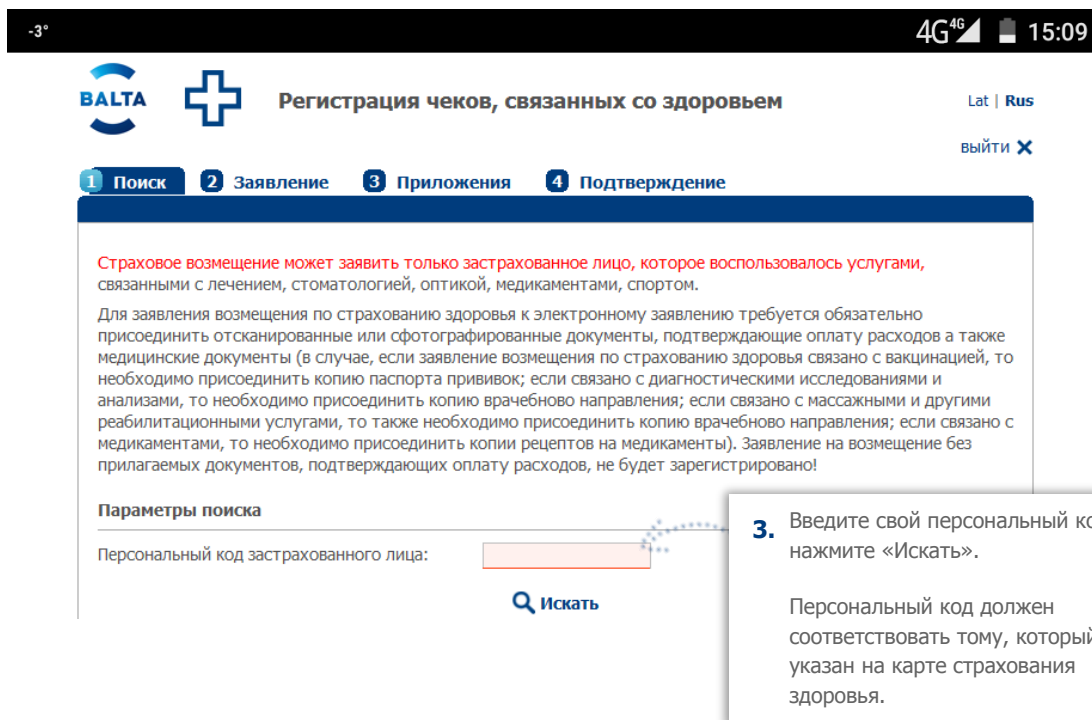 -3°
4G 4G 15:09
BALTA
Регистрация чеков, связанных со здоровьем
Lat | Rus
выйти
1 Поиск 2 Заявление 3 Приложения 4 Подтверждение
Страховое возмещение может заявить только застрахованное лицо, которое воспользовалось услугами,
связанными с лечением, стоматологией, оптикой, медикаментами, спортом.
Для заявления возмещения по страхованию здоровья к электронному заявлению требуется обязательно
присоединить отсканированные или сфотографированные документы, подтверждающие оплату расходов а также
медицинские документы (в случае, если заявление возмещения по страхованию здоровья связано с вакцинацией, то
необходимо присоединить копию паспорта прививок; если связано с диагностическими исследованиями и
анализами, то необходимо присоединить копию врачебново направления; если связано с массажными и другими
реабилитационными услугами, то также необходимо присоединить копию врачебново направления; если связано с
медикаментами, то необходимо присоединить копии рецептов на медикаменты). Заявление на возмещение без
прилагаемых документов, подтверждающих оплату расходов, не будет зарегистрировано!
Параметры поиска
Персональный код застрахованного лица:
Искать
3. Введите свой персональный
нажмите «Искать».
Персональный код должен
соответствовать тому, который
указан на карте страхования
здоровья.